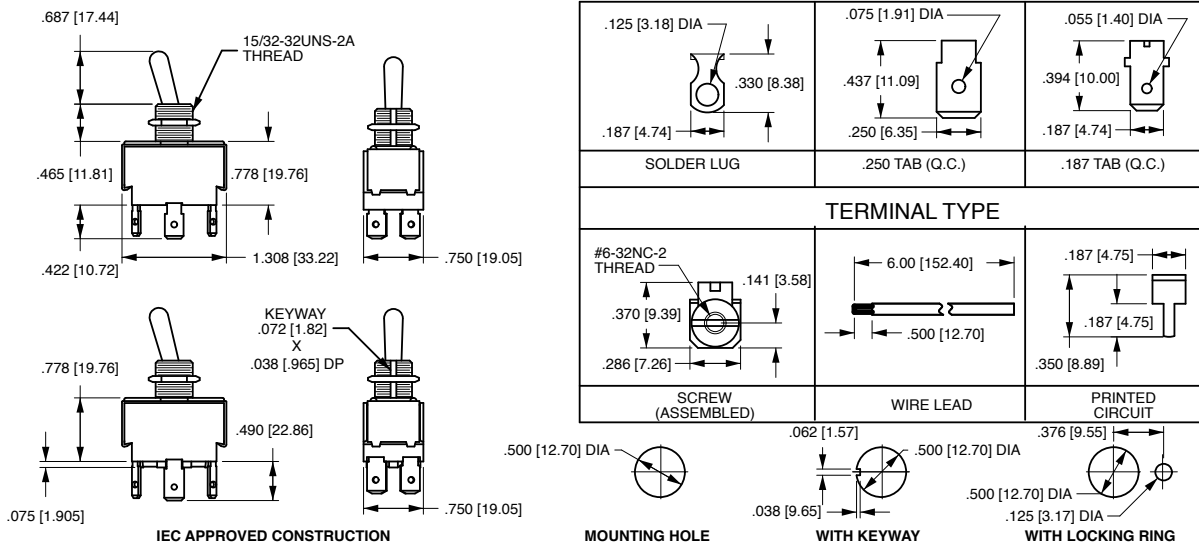 .687 [17.44]
15/32-32UNS-2A
THREAD
.465 [11.81]
.778 [19.76]
.422 [10.72]
1.308 [33.22]
.750 [19.05]
KEYWAY
.072 [1.82]
X
.038 [.965] DP
.778 [19.76]
.490 [22.86]
.075 [1.905]
.750 [19.05]
IEC APPROVED CONSTRUCTION
.125 [3.18] DIA
.330 [8.38]
.187 [4.74]
SOLDER LUG
.075 [1.91] DIA
.437 [11.09]
.250 [6.35]
.250 TAB (Q.C.)
.055 [1.40] DIA
.394 [10.00]
.187 [4.74]
.187 TAB (Q.C.)
TERMINAL TYPE
#6-32NC-2
THREAD
.141 [3.58]
.370 [9.39]
.286 [7.26]
SCREW
(ASSEMBLED)
6.00 [152.40]
.500 [12.70]
WIRE LEAD
.187 [4.75]
.187 [4.75]
.350 [8.89]
PRINTED
CIRCUIT
.500 [12.70] DIA
MOUNTING HOLE
.062 [1.57]
.500 [12.70] DIA
.038 [9.65]
WITH KEYWAY
.376 [9.55]
.500 [12.70] DIA
.125 [3.17] DIA
WITH LOCKING RING